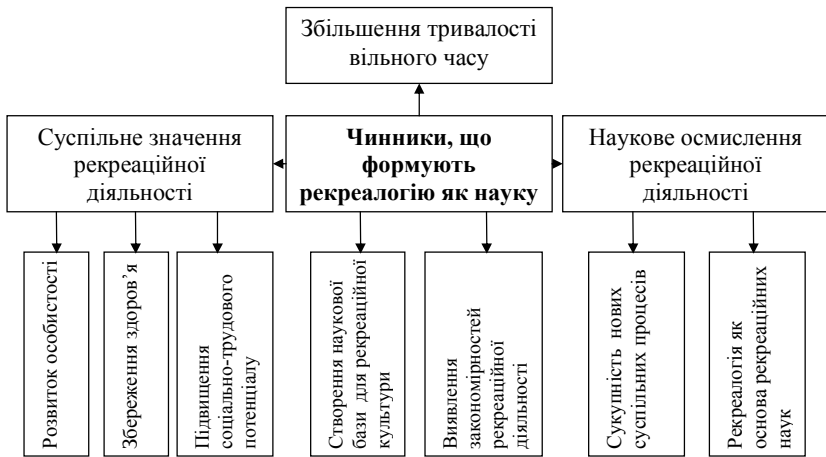 Збільшення тривалості
вільного часу
Суспільне значення
рекреаційної
діяльності
Чинники, що
формують
рекреалогію як науку
Наукове осмислення
рекреаційної
діяльності
Розвиток особистості
Збереження здоров’я
Підвищення
соціально-трудового
потенціалу
Створення наукової
бази для рекреаційної
культури
Виявлення
закономірностей
рекреаційної
діяльності
Сукупність нових
суспільних процесів
Рекреалогія як
основа рекреаційних
наук